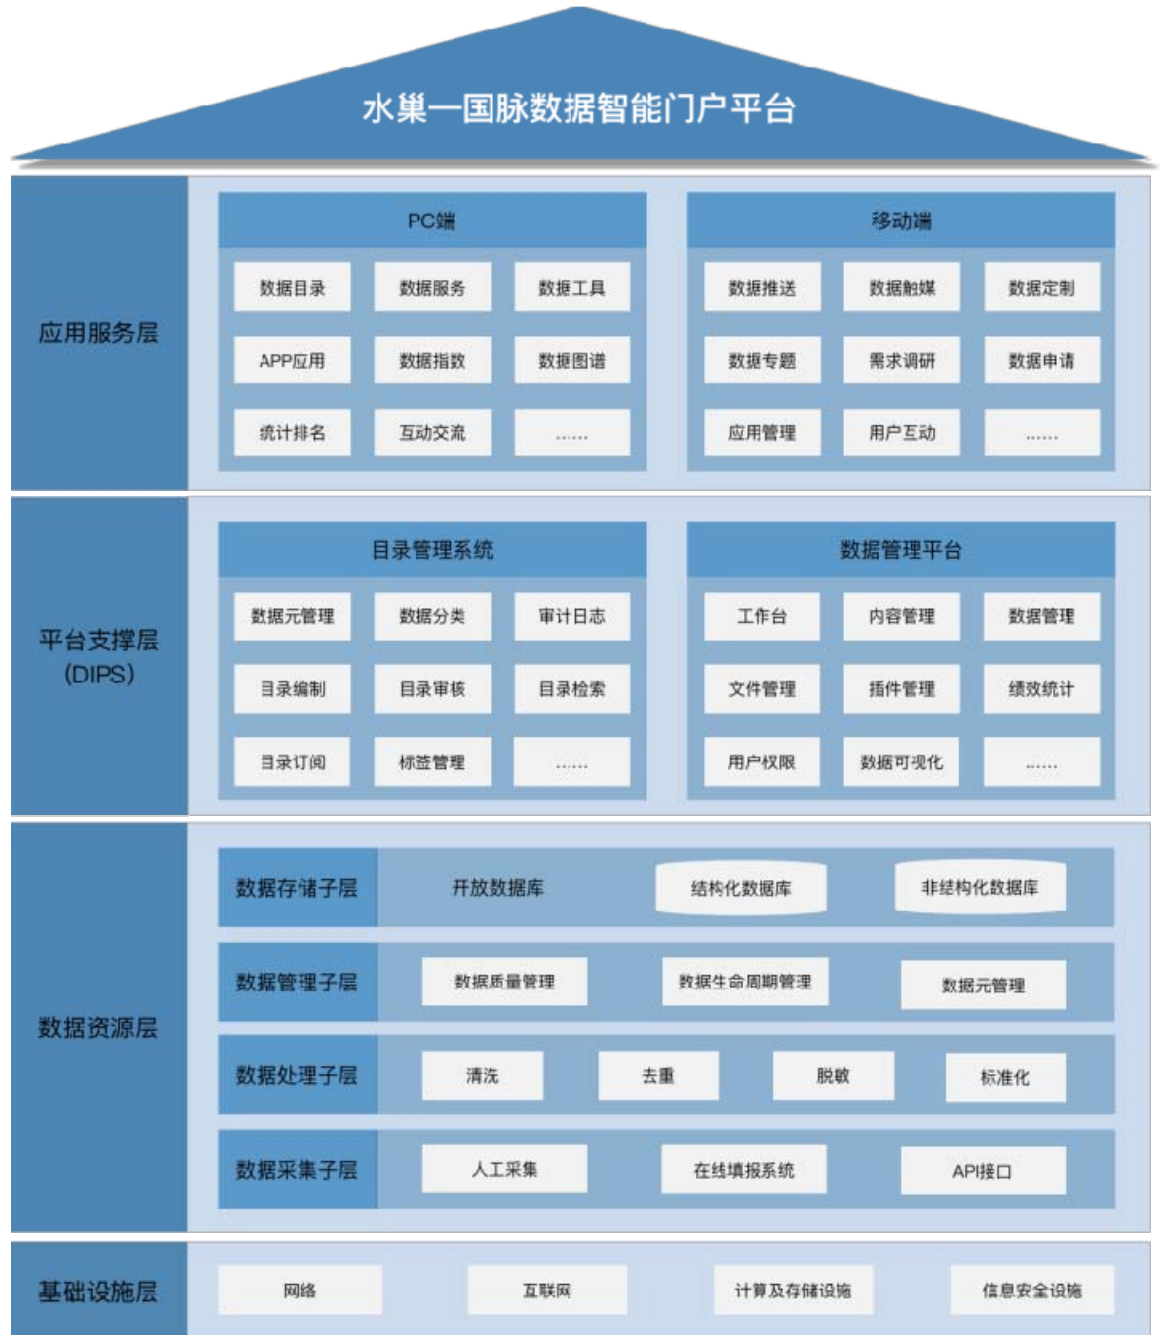 水巢—国脉数据智能门户平台
应用服务层
PC端
数据目录 数据服务 数据工具
APP应用 数据指数 数据图谱
统计排名 互动交流 ......
移动端
数据推送 数据触媒 数据定制
数据专题 需求调研 数据申请
应用管理 用户互动 ......
平台支撑层
(DIPS)
目录管理系统
数据元管理 数据分类 审计日志
目录编制 目录审核 目录检索
目录订阅 标签管理 ......
数据管理平台
工作台 内容管理 数据管理
文件管理 插件管理 绩效统计
用户权限 数据可视化 ......
数据资源层
数据存储子层 开放数据库 结构化数据库 非结构化数据库
数据管理子层 数据质量管理 数据生命周期管理 数据元管理
数据处理子层 清洗 去重 脱敏 标准化
数据采集子层 人工采集 在线填报系统 API接口
基础设施层 网络 互联网 计算及存储设施 信息安全设施